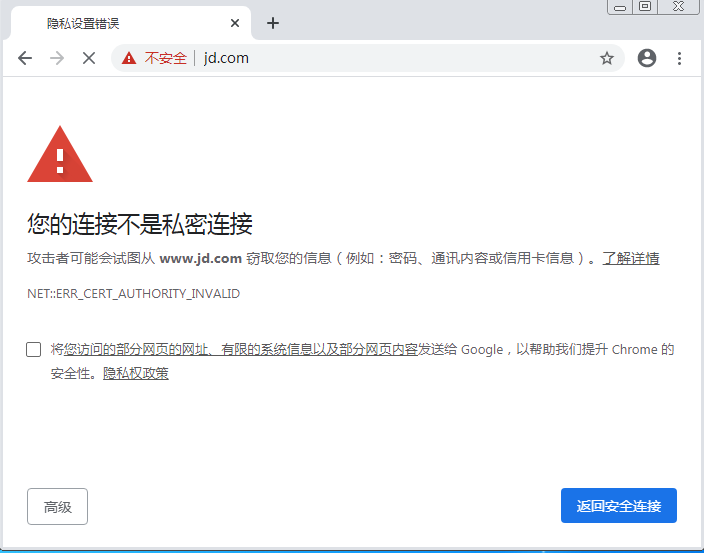 隐私设置错误
不安全 jd.com
您的连接不是私密连接
攻击者可能会试图从 www.jd.com 窃取您的信息（例如：密码、通讯内容或信用卡信息）。了解详情
NET::ERR_CERT_AUTHORITY_INVALID
将您访问的部分网页的网址、有限的系统信息以及部分网页内容发送给 Google，以帮助我们提升 Chrome 的
安全性。隐私权政策
高级
返回安全连接